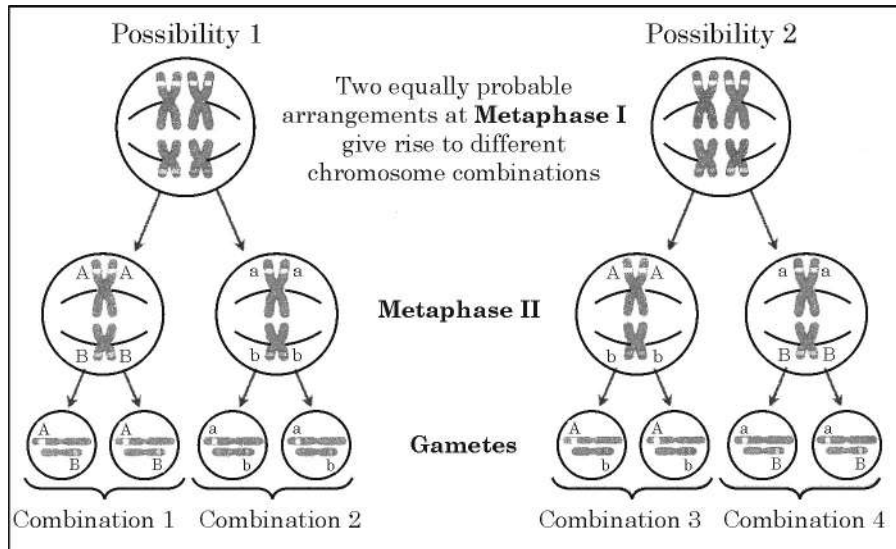 Possibility 1
Possibility 2
Two equally probable
arrangements at Metaphase I
give rise to different
chromosome combinations
A A
a a
A A
a a
Metaphase II
B B
b b
b b
B B
A
A
a
a
A
A
a
a
Gametes
B
B
b
b
b
b
B
B
Combination 1
Combination 2
Combination 3
Combination 4